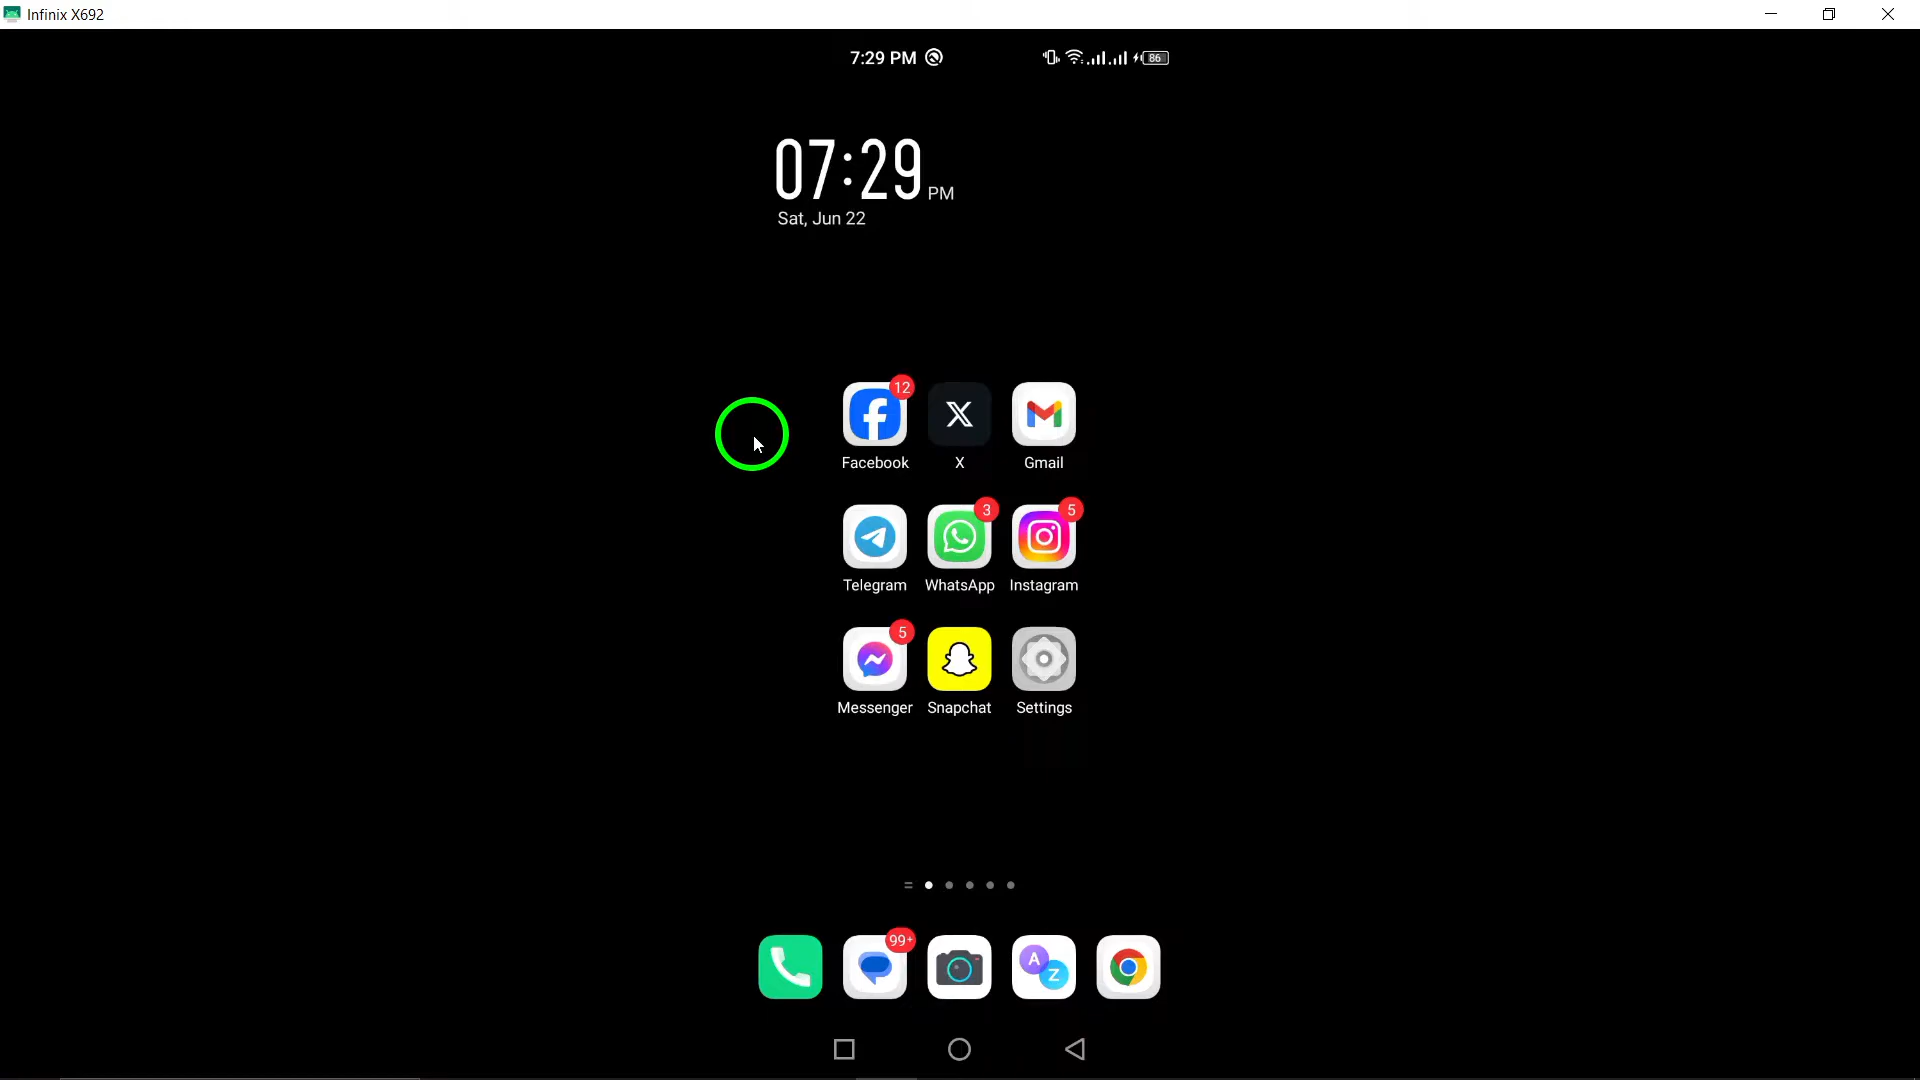 Infinix X692
7:29 PM
86
07:29 PM
Sat, Jun 22
12
Facebook
X
Gmail
3
5
Telegram
WhatsApp
Instagram
5
Messenger
Snapchat
Settings
99+
A
Z